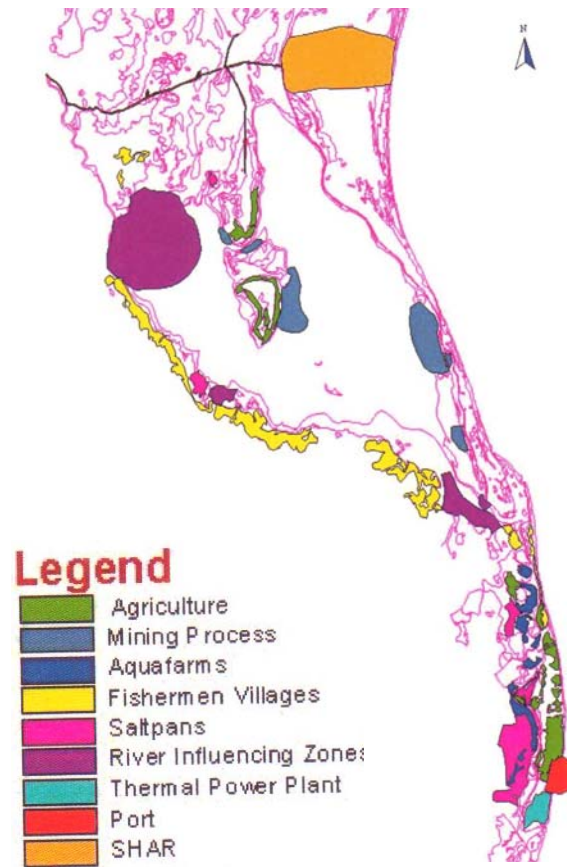 N
Legend
Agriculture
Mining Process
Aquafarms
Fishermen Villages
Saltpans
River Influencing Zones
Thermal Power Plant
Port
SHAR